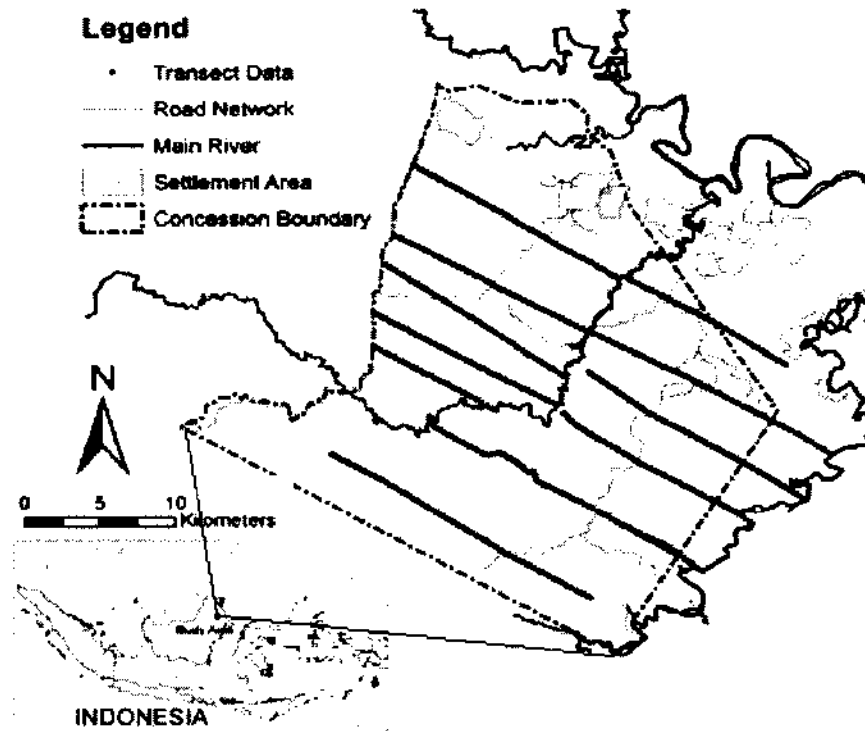 Legend
Transect Data
Road Network
Main River
Settlement Area
Concession Boundary
N
0 5 10
Kilometers
INDONESIA